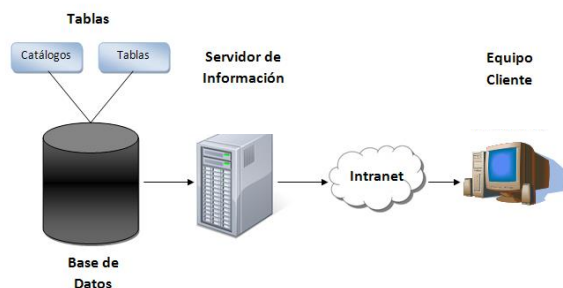 Tablas
Catálogos
Tablas
Servidor de
Información
Equipo
Cliente
Intranet
Base de
Datos